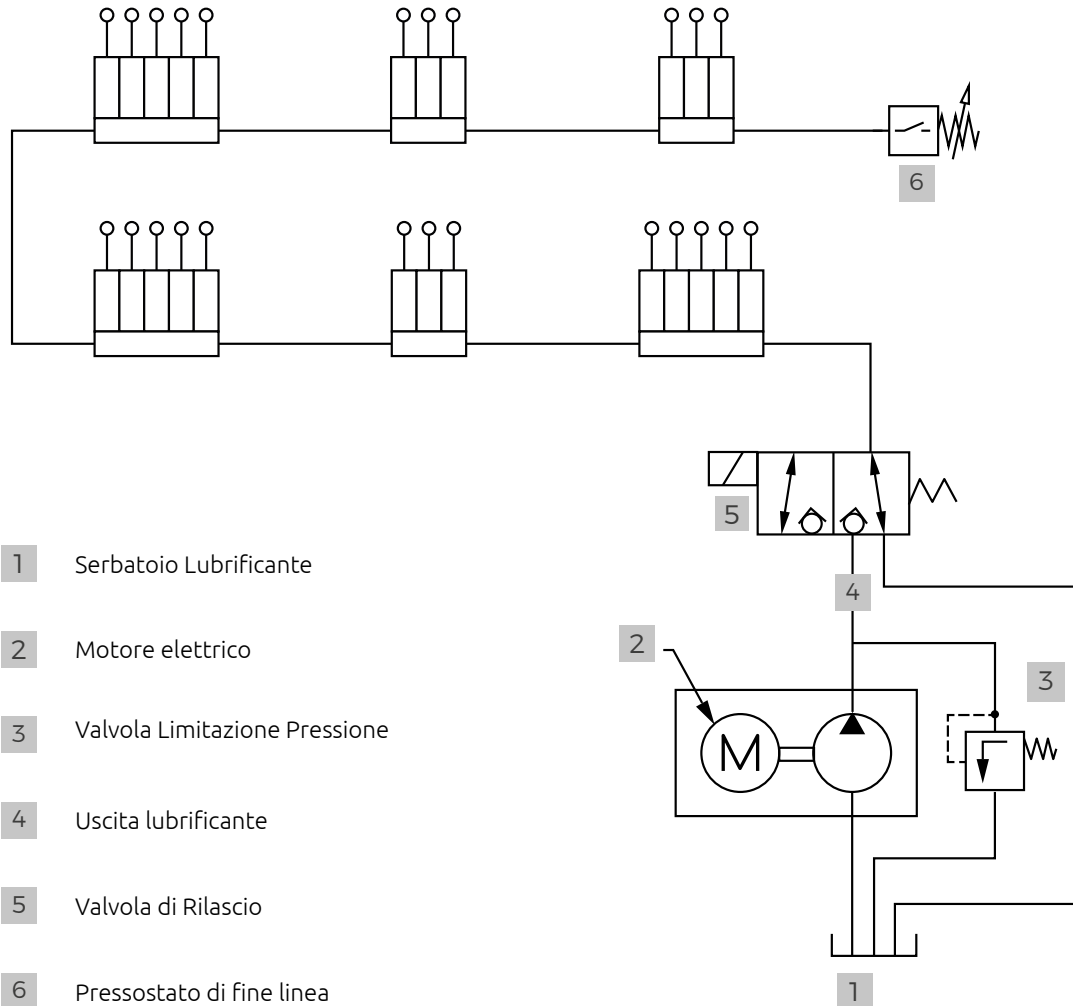 6
5
4
2
3
M
1
1 Serbatoio Lubrificante
2 Motore elettrico
3 Valvola Limitazione Pressione
4 Uscita lubrificante
5 Valvola di Rilascio
6 Pressostato di fine linea